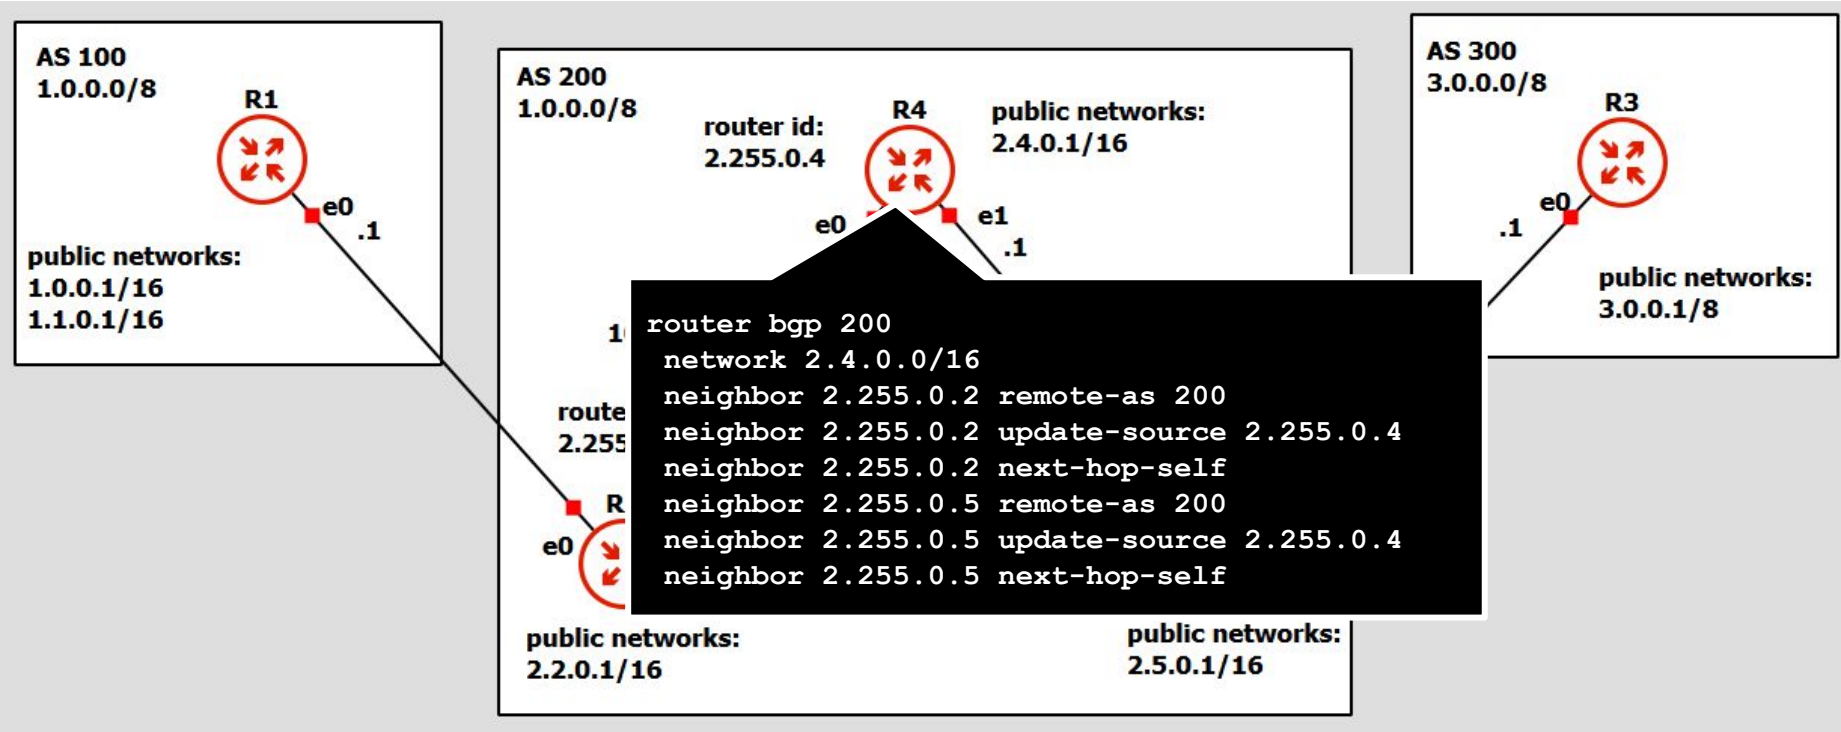 AS 100
1.0.0.0/8
R1
e0
.1
public networks:
1.0.0.1/16
1.1.0.1/16
AS 200
1.0.0.0/8
router id:
2.255.0.4
R4
public networks:
2.4.0.1/16
e0
e1
.1
router bgp 200
network 2.4.0.0/16
neighbor 2.255.0.2 remote-as 200
neighbor 2.255.0.2 update-source 2.255.0.4
neighbor 2.255.0.2 next-hop-self
neighbor 2.255.0.5 remote-as 200
neighbor 2.255.0.5 update-source 2.255.0.4
neighbor 2.255.0.5 next-hop-self
e0
public networks:
2.2.0.1/16
public networks:
2.5.0.1/16
AS 300
3.0.0.0/8
R3
e0
.1
public networks:
3.0.0.1/8